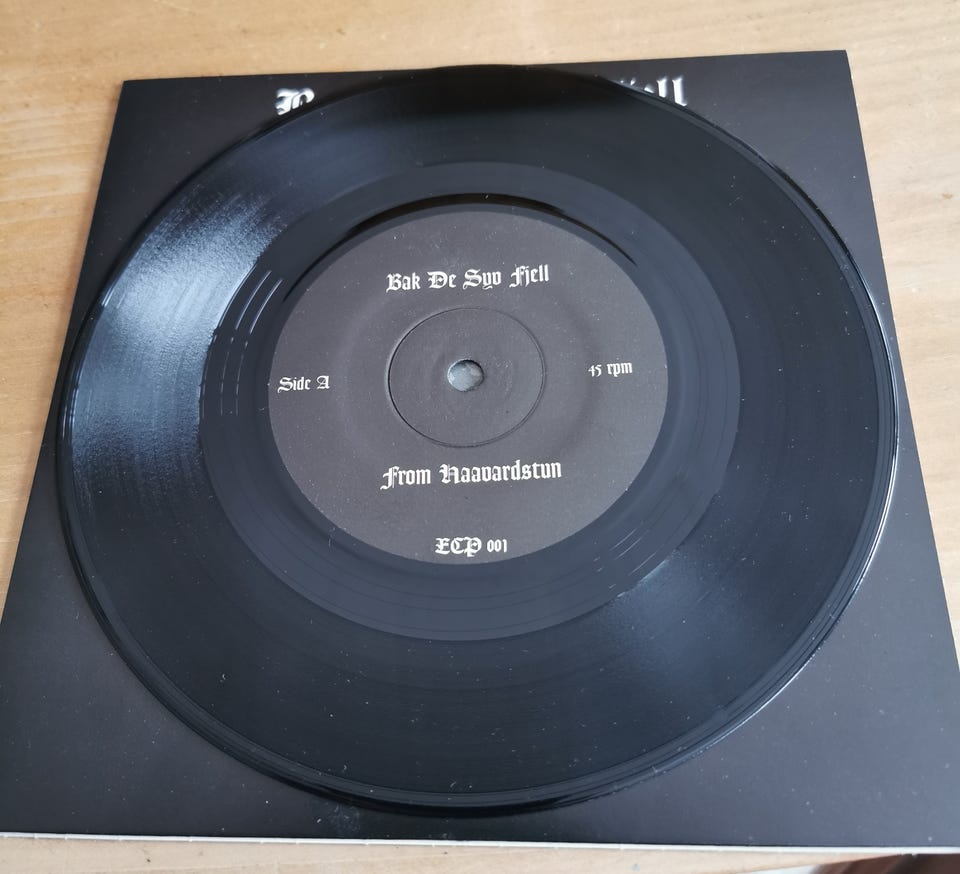 Bak De Syv Fjell
Side A
45 rpm
From Haavardstun
ECP 001